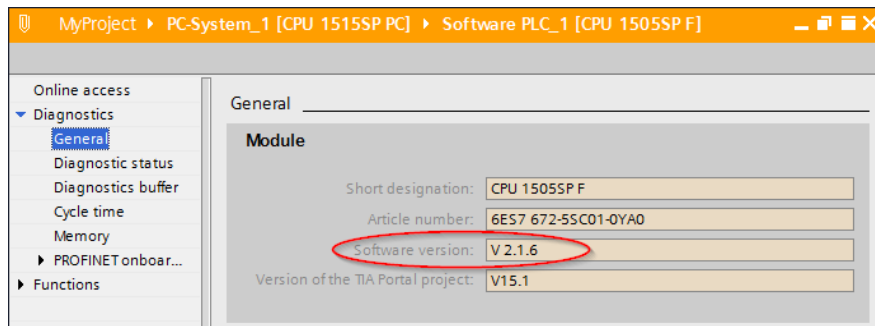 MyProject ▸ PC-System_1 [CPU 1515SP PC] ▸ Software PLC_1 [CPU 1505SP F]
Online access
Diagnostics
General
Diagnostic status
Diagnostics buffer
Cycle time
Memory
PROFINET onboar...
Functions
General
Module
Short designation: CPU 1505SP F
Article number: 6ES7 672-5SC01-0YA0
Software version: V 2.1.6
Version of the TIA Portal project: V15.1